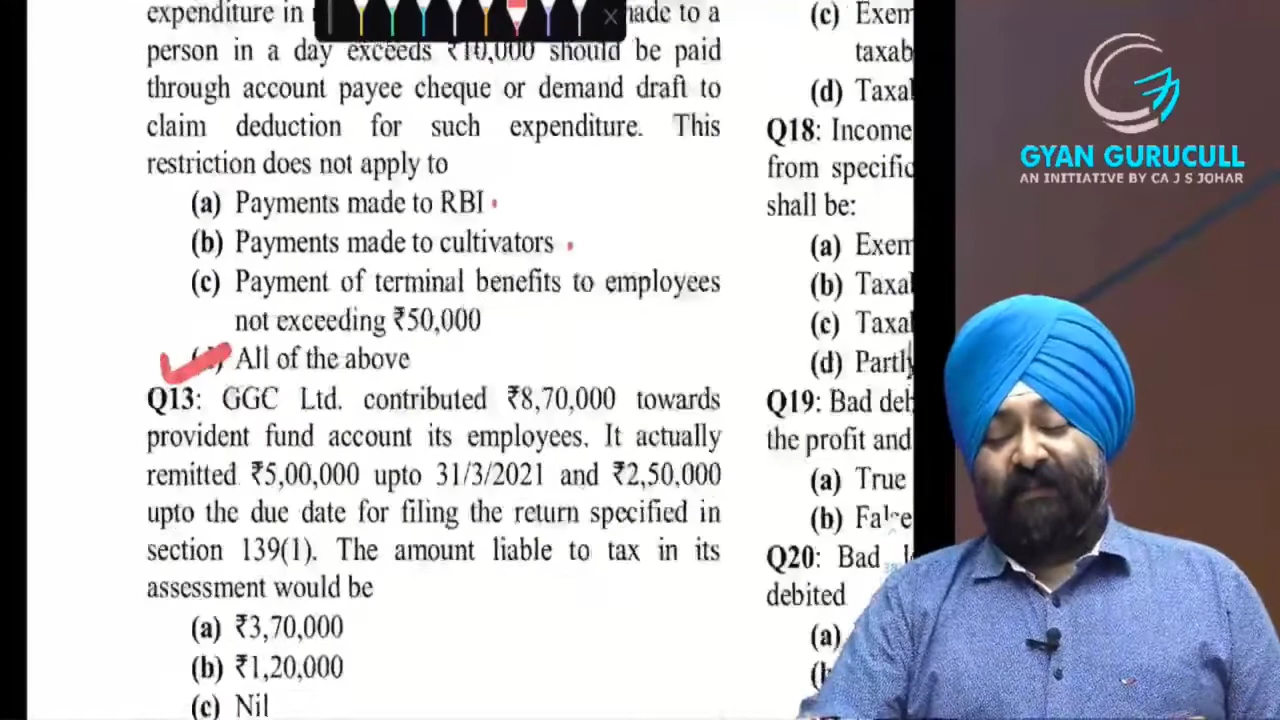 expenditure in made to a
person in a day exceeds ₹10,000 should be paid
through account payee cheque or demand draft to
claim deduction for such expenditure. This
restriction does not apply to
(a) Payments made to RBI
(b) Payments made to cultivators
(c) Payment of terminal benefits to employees
not exceeding ₹50,000
All of the above
Q13: GGC Ltd. contributed ₹8,70,000 towards
provident fund account its employees. It actually
remitted ₹5,00,000 upto 31/3/2021 and ₹2,50,000
upto the due date for filing the return specified in
section 139(1). The amount liable to tax in its
assessment would be
(a) ₹3,70,000
(b) ₹1,20,000
(c) Nil
(c) Exem
taxab
(d) Taxal
Q18: Income
from specific
shall be:
(a) Exem
(b) Taxal
(c) Taxal
(d) Partly
Q19: Bad deb
the profit and
(a) True
(b) False
Q20: Bad
debited
(a)
GYAN GURUCULL
AN INITIATIVE BY CA J S JOHAR